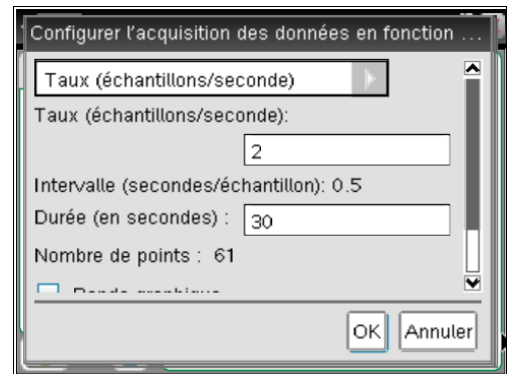 Configurer l'acquisition des données en fonction ...
Taux (échantillons/seconde)
Taux (échantillons/seconde):
2
Intervalle (secondes/échantillon): 0.5
Durée (en secondes) : 30
Nombre de points : 61
OK Annuler